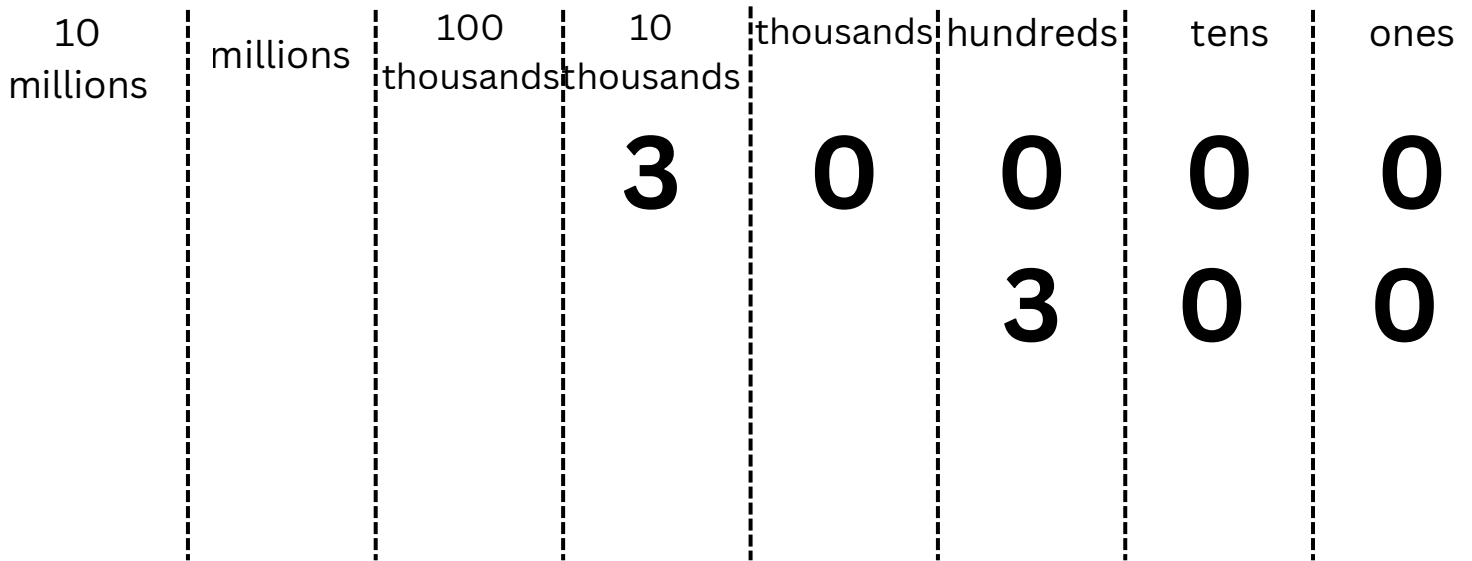 10 millions
millions
100 thousands
10 thousands
thousands
hundreds
tens
ones
3 0 0 0 0
3 0 0